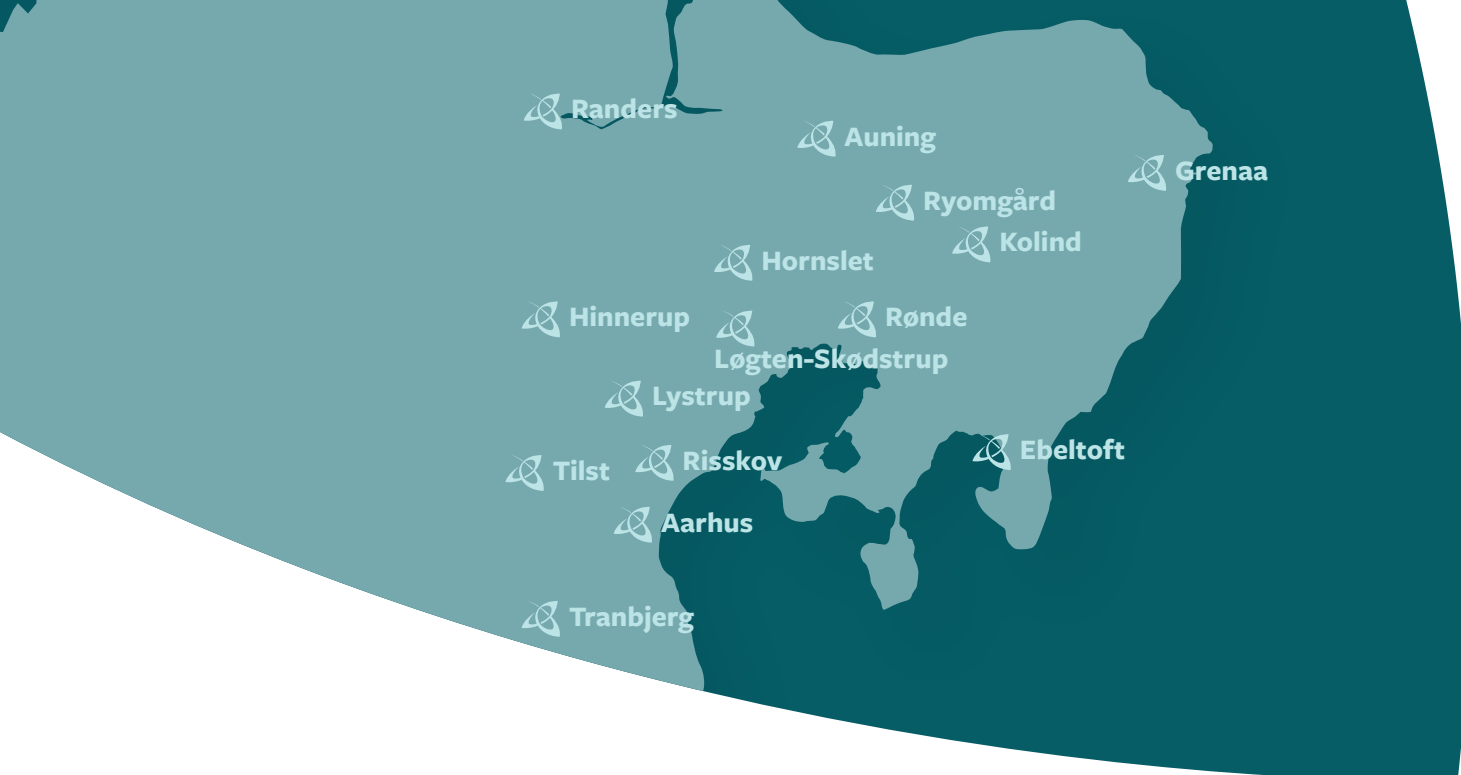 Randers
Auning
Grenaa
Ryomgård
Kolind
Hornslet
Hinnerup
Rønde
Løgten-Skødstrup
Lystrup
Ebeltoft
Risskov
Tilst
Aarhus
Tranbjerg